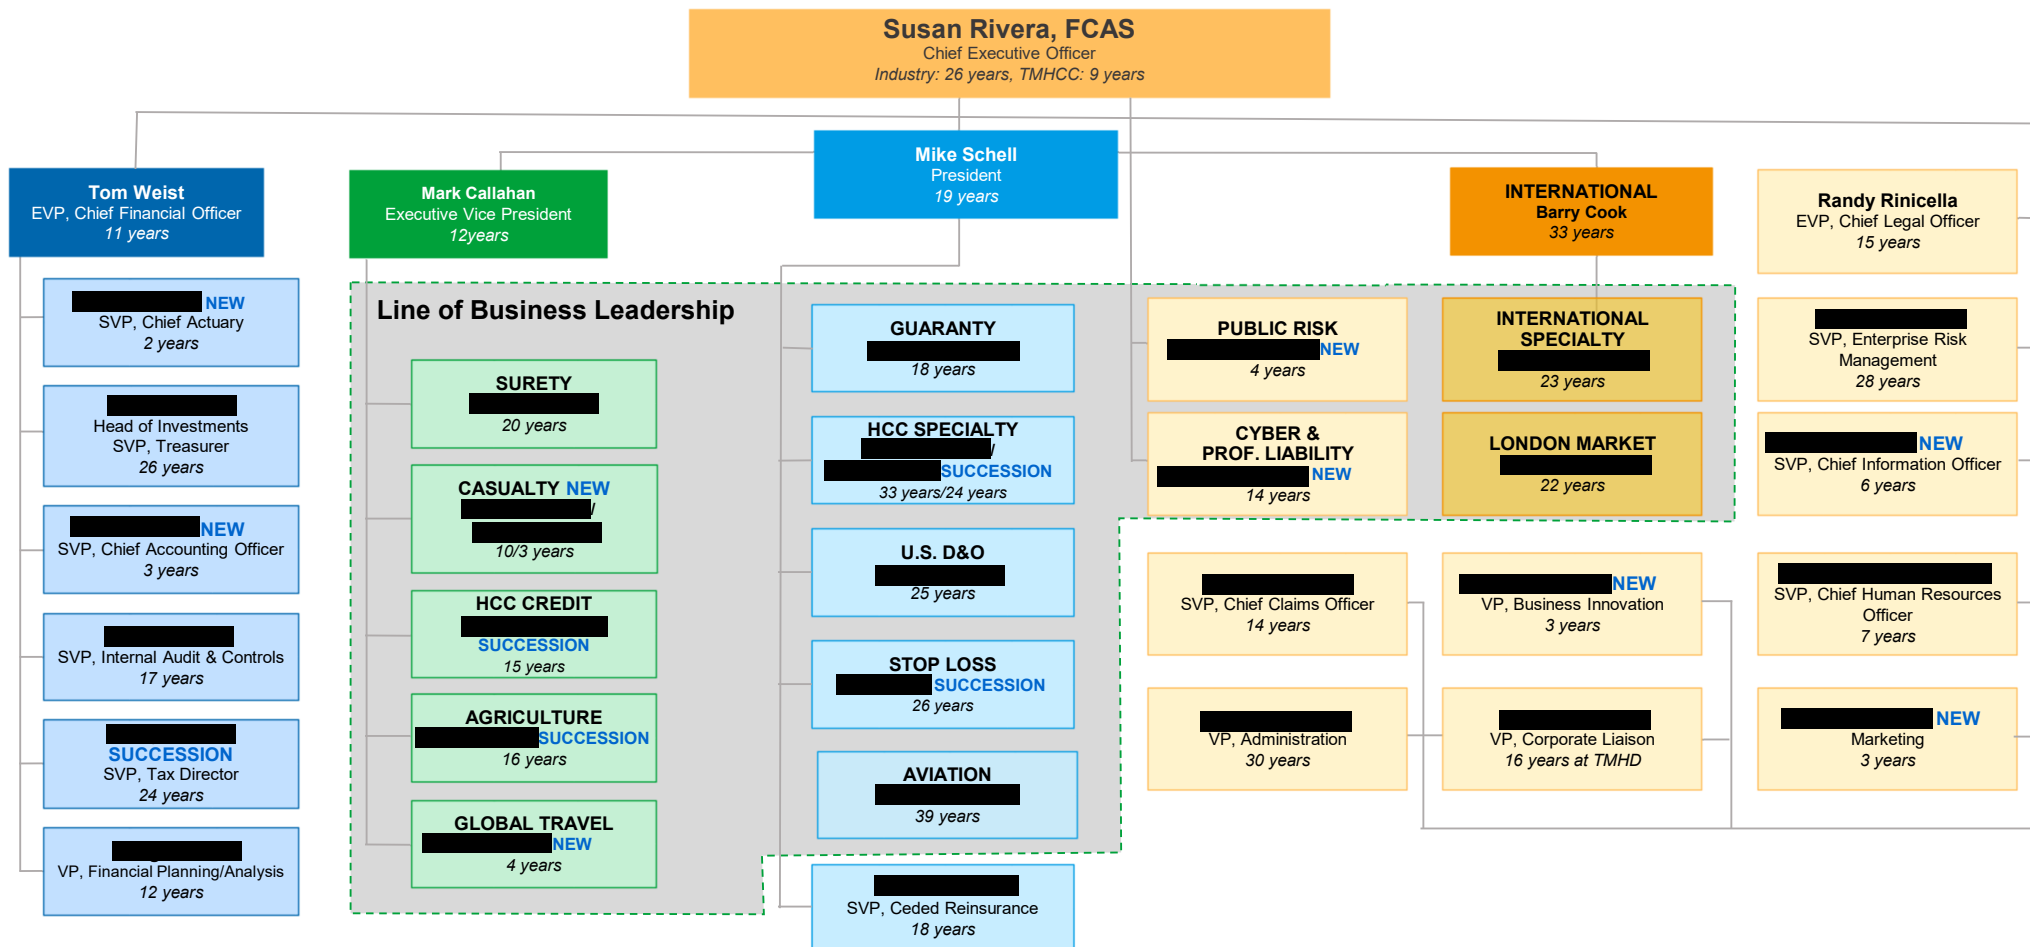 Susan Rivera, FCAS
Chief Executive Officer
Industry: 26 years, TMHCC: 9 years
Mike Schell
President
19 years
Tom Weist
EVP, Chief Financial Officer
11 years
Mark Callahan
Executive Vice President
12years
INTERNATIONAL
Barry Cook
33 years
Randy Rinicella
EVP, Chief Legal Officer
15 years
NEW
SVP, Chief Actuary
2 years
Head of Investments
SVP, Treasurer
26 years
NEW
SVP, Chief Accounting Officer
3 years
SVP, Internal Audit & Controls
17 years
SUCCESSION
SVP, Tax Director
24 years
VP, Financial Planning/Analysis
12 years
Line of Business Leadership
SURETY
20 years
CASUALTY NEW
/
10/3 years
HCC CREDIT
SUCCESSION
15 years
AGRICULTURE
SUCCESSION
16 years
GLOBAL TRAVEL
NEW
4 years
GUARANTY
18 years
HCC SPECIALTY
/
SUCCESSION
33 years/24 years
U.S. D&O
25 years
STOP LOSS
SUCCESSION
26 years
AVIATION
39 years
SVP, Ceded Reinsurance
18 years
PUBLIC RISK
NEW
4 years
CYBER &
PROF. LIABILITY
NEW
14 years
SVP, Chief Claims Officer
14 years
VP, Administration
30 years
INTERNATIONAL
SPECIALTY
23 years
LONDON MARKET
22 years
NEW
VP, Business Innovation
3 years
VP, Corporate Liaison
16 years at TMHD
SVP, Enterprise Risk
Management
28 years
NEW
SVP, Chief Information Officer
6 years
SVP, Chief Human Resources
Officer
7 years
NEW
Marketing
3 years